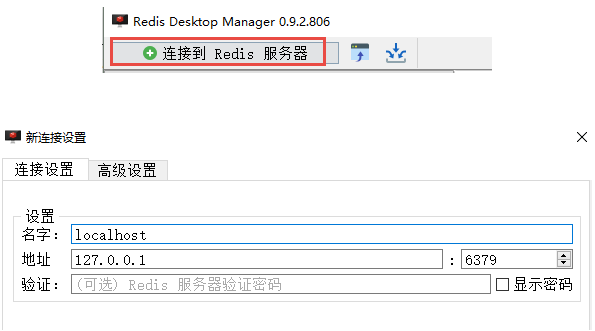 Redis Desktop Manager 0.9.2.806
连接到 Redis 服务器
新连接设置
连接设置 高级设置
设置
名字: localhost
地址 127.0.0.1 : 6379
验证: (可选) Redis 服务器验证密码 显示密码